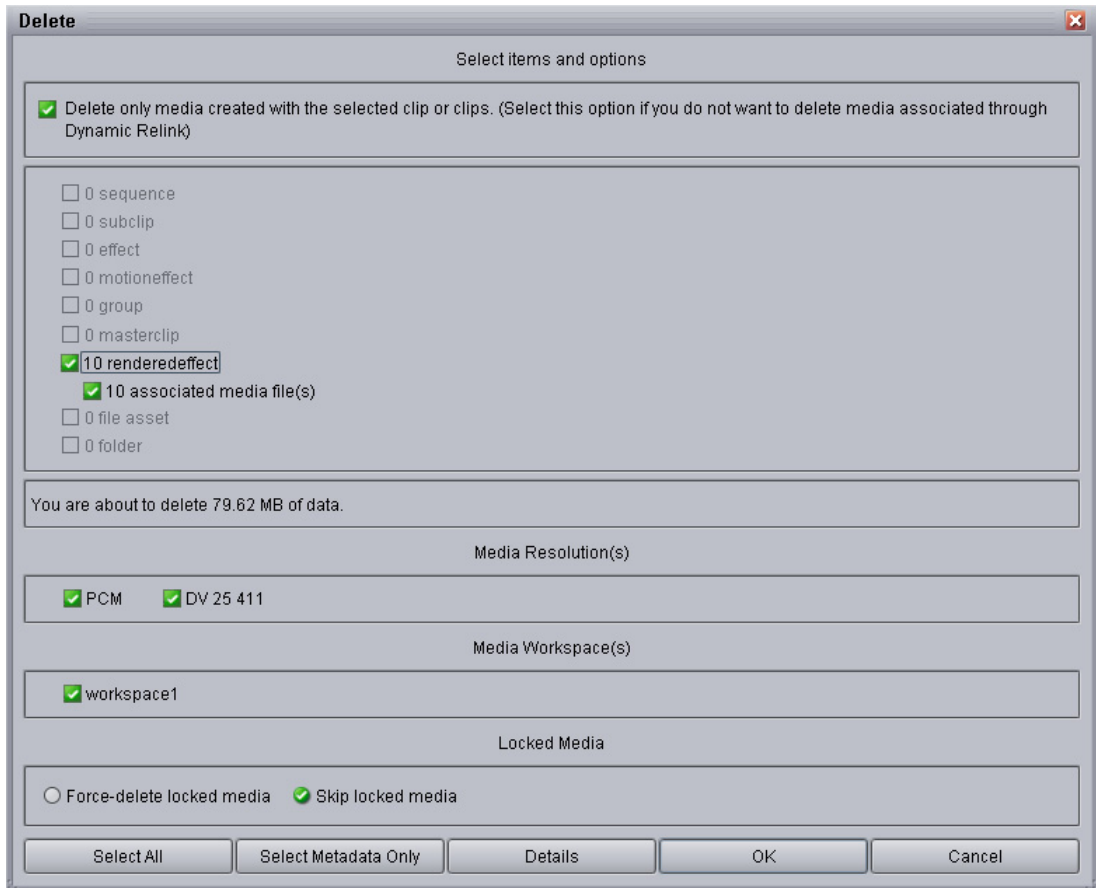 Delete
Select items and options
Delete only media created with the selected clip or clips. (Select this option if you do not want to delete media associated through
Dynamic Relink)
0 sequence
0 subclip
0 effect
0 motioneffect
0 group
0 masterclip
10 renderedeffect
10 associated media file(s)
0 file asset
0 folder
You are about to delete 79.62 MB of data.
Media Resolution(s)
PCM DV 25 411
Media Workspace(s)
workspace1
Locked Media
Force-delete locked media Skip locked media
Select All Select Metadata Only Details OK Cancel